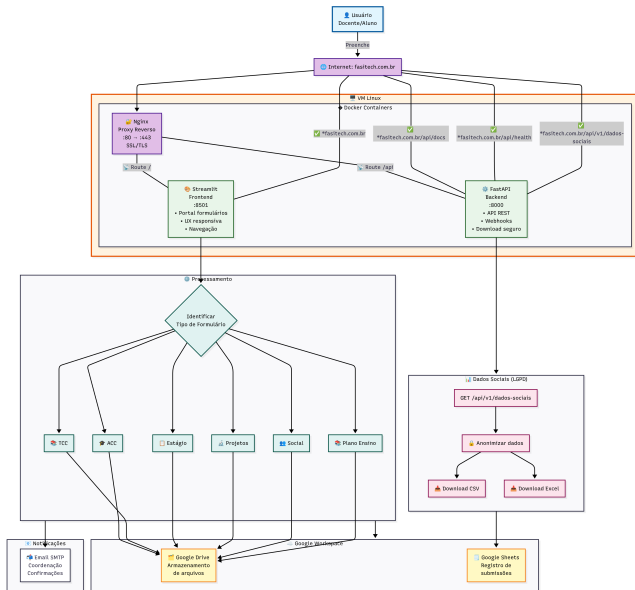 👤 Usuário
Docente/Aluno
Preenche
🌐 Internet: fasitech.com.br
🖥️ VM Linux
Docker Containers
🔐 Nginx
Proxy Reverso
:80 → :443
SSL/TLS
✅ *fasitech.com.br
✅
*fasitech.com.br/api/docs
✅
*fasitech.com.br/api/health
✅
*fasitech.com.br/api/v1/dados-
sociais
Route /
Route /api
🎨 Streamlit
Frontend
:8501
• Portal formulários
• UX responsiva
• Navegação
⚙️ FastAPI
Backend
:8000
• API REST
• Webhooks
• Download seguro
⚙️ Processamento
Identificar
Tipo de Formulário
📚 TCC
🎓 ACC
📋 Estágio
🔬 Projetos
👥 Social
📚 Plano Ensino
📊 Dados Sociais (LGPD)
GET /api/v1/dados-sociais
🔒 Anonimizar dados
📥 Download CSV
📥 Download Excel
📧 Notificações
📬 Email SMTP
Coordenação
Confirmações
☁️ Google Workspace
🗂️ Google Drive
Armazenamento
de arquivos
Google Sheets
Registro de
submissões